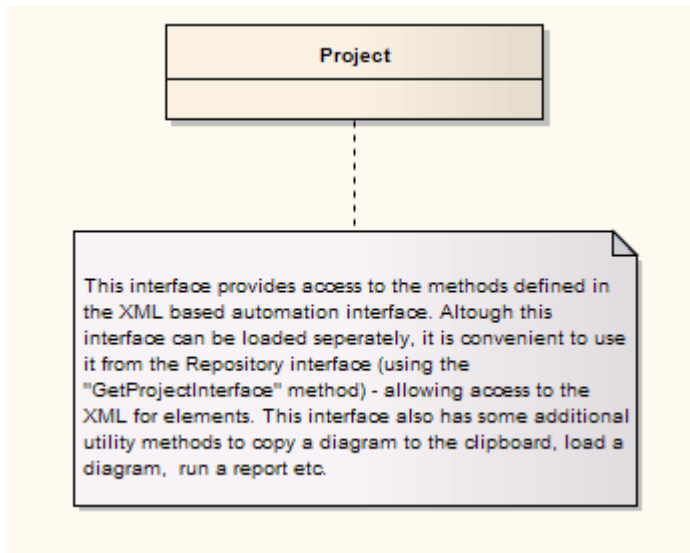 Project
This interface provides access to the methods defined in
the XML based automation interface. Altough this
interface can be loaded seperately, it is convenient to use
it from the Repository interface (using the
"GetProjectInterface" method) - allowing access to the
XML for elements. This interface also has some additional
utility methods to copy a diagram to the clipboard, load a
diagram,  run a report etc.